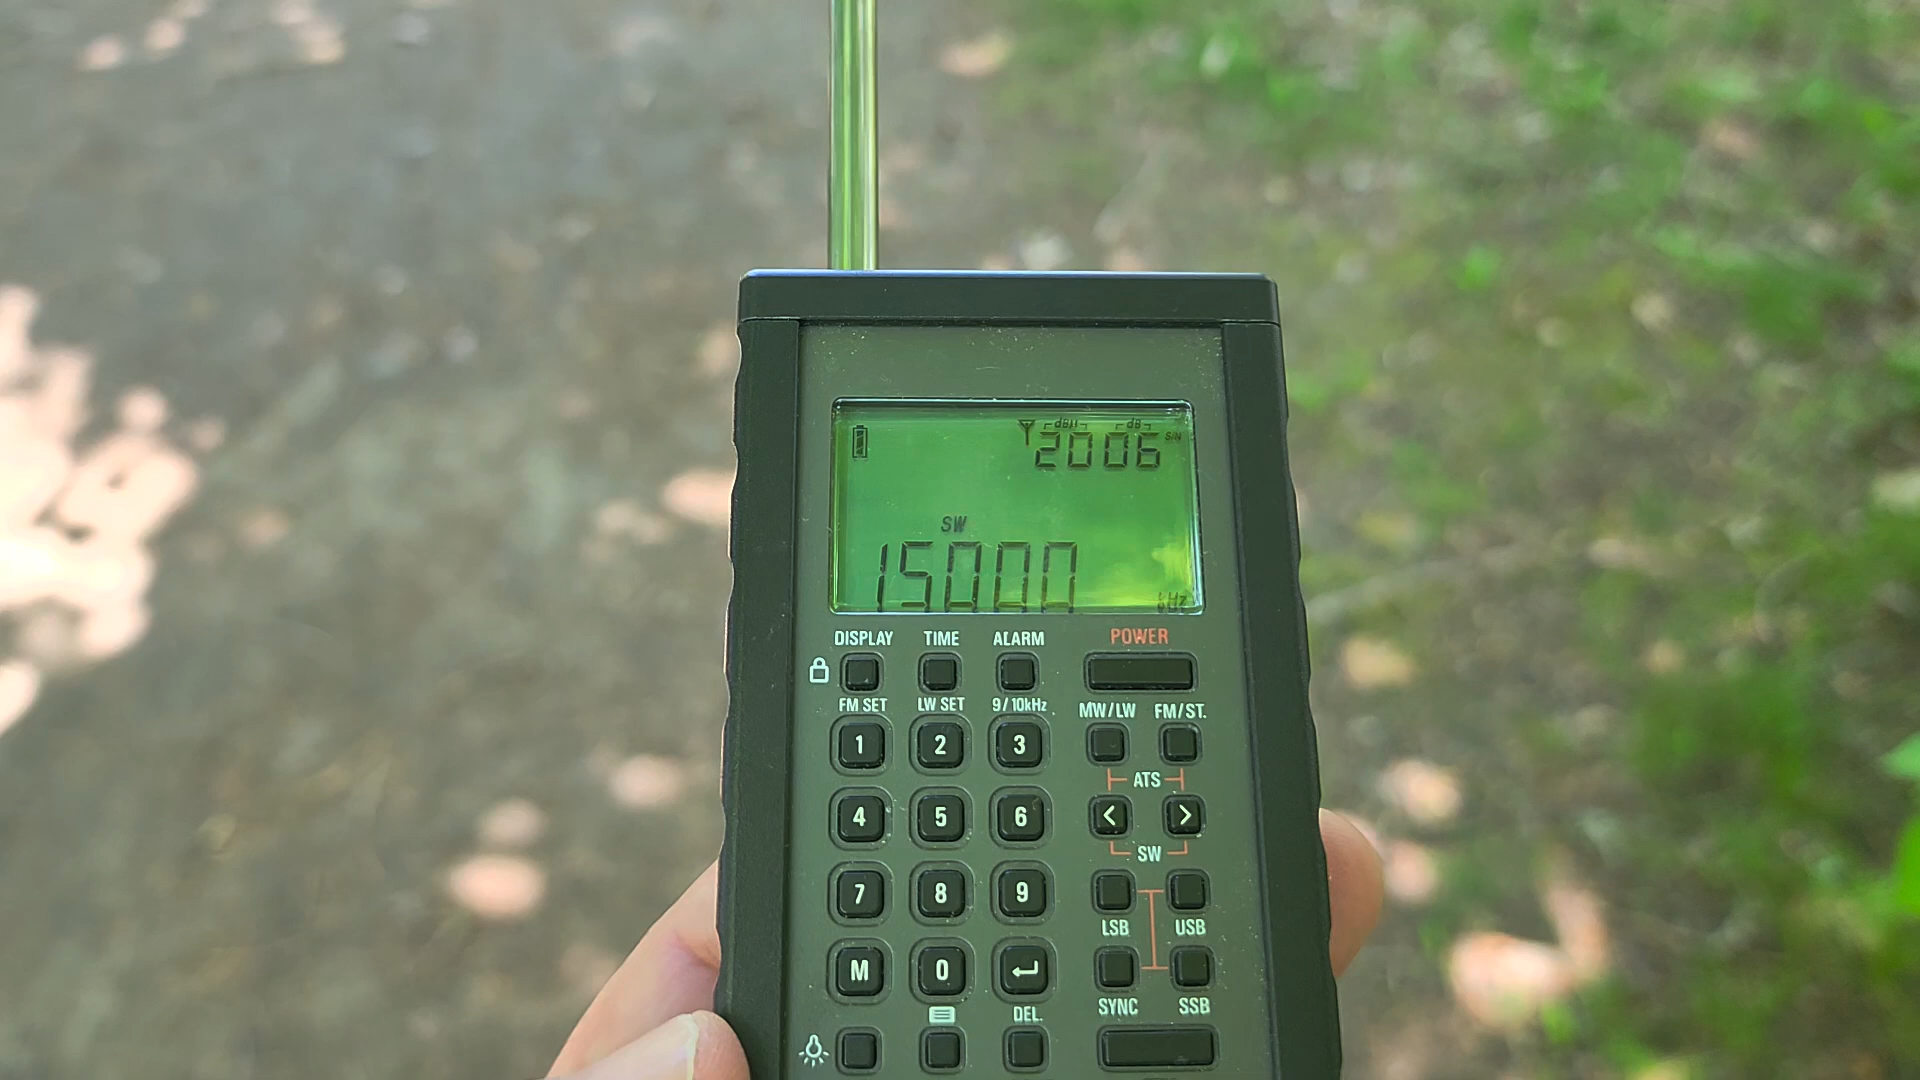 dBµ dB
2006 S/N
SW
15000 kHz
DISPLAY TIME ALARM POWER
FM SET LW SET 9/10kHz MW/LW FM/ST.
1 2 3
ATS
4 5 6 < >
SW
7 8 9
LSB USB
M 0
SYNC SSB
DEL.